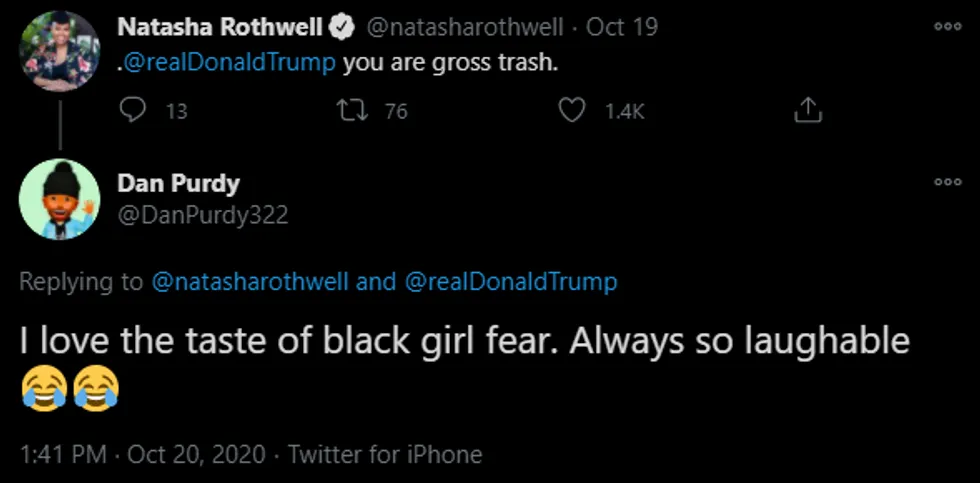 Natasha Rothwell @natasharothwell · Oct 19
.@realDonaldTrump you are gross trash.
13 76 1.4K
Dan Purdy
@DanPurdy322
Replying to @natasharothwell and @realDonaldTrump
I love the taste of black girl fear. Always so laughable
😂😂
1:41 PM · Oct 20, 2020 · Twitter for iPhone